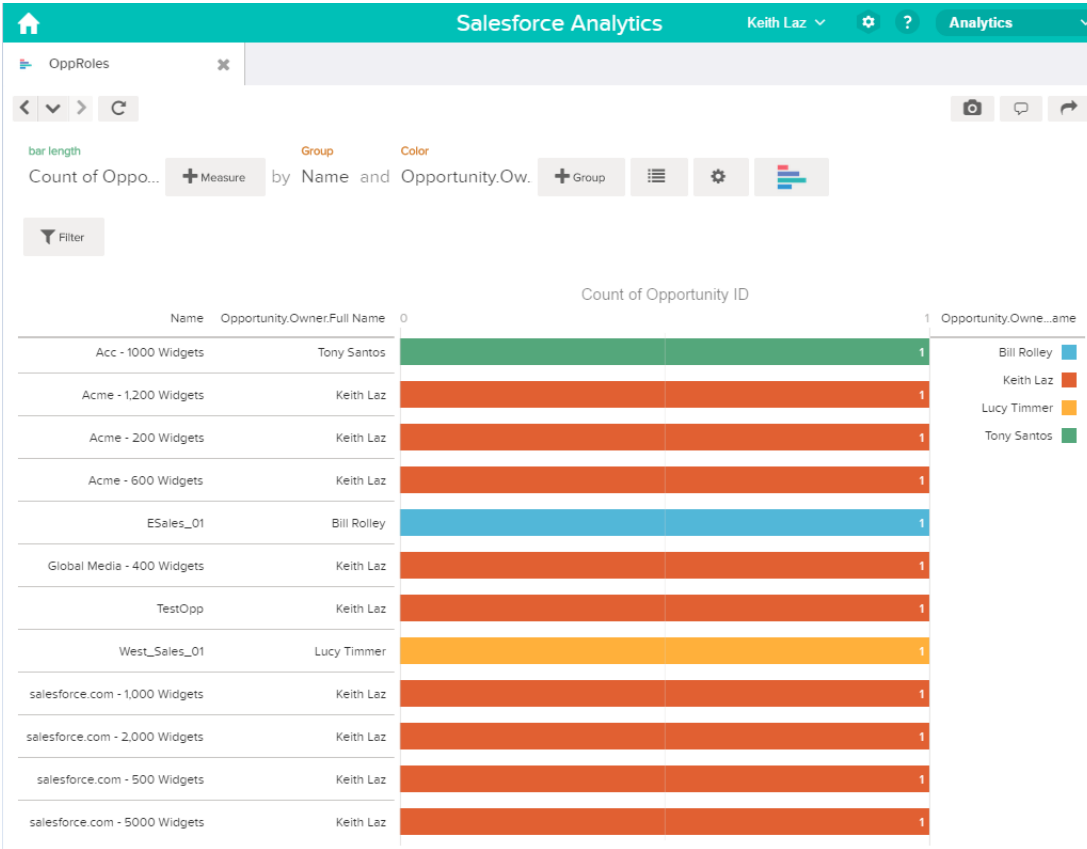 Salesforce Analytics Keith Laz ? Analytics
OppRoles
bar length Group Color
Count of Oppo... Measure by Name and Opportunity.Ow. Group
Filter
Count of Opportunity ID
Name Opportunity.Owner.Full Name 0 1 Opportunity.Owne...ame
Acc - 1000 Widgets Tony Santos 1 Bill Rolley
Acme - 1,200 Widgets Keith Laz 1 Keith Laz
Acme - 200 Widgets Keith Laz 1 Lucy Timmer
Acme - 600 Widgets Keith Laz 1 Tony Santos
ESales_01 Bill Rolley 1
Global Media - 400 Widgets Keith Laz 1
TestOpp Keith Laz 1
West_Sales_01 Lucy Timmer 1
salesforce.com - 1,000 Widgets Keith Laz 1
salesforce.com - 2,000 Widgets Keith Laz 1
salesforce.com - 500 Widgets Keith Laz 1
salesforce.com - 5000 Widgets Keith Laz 1